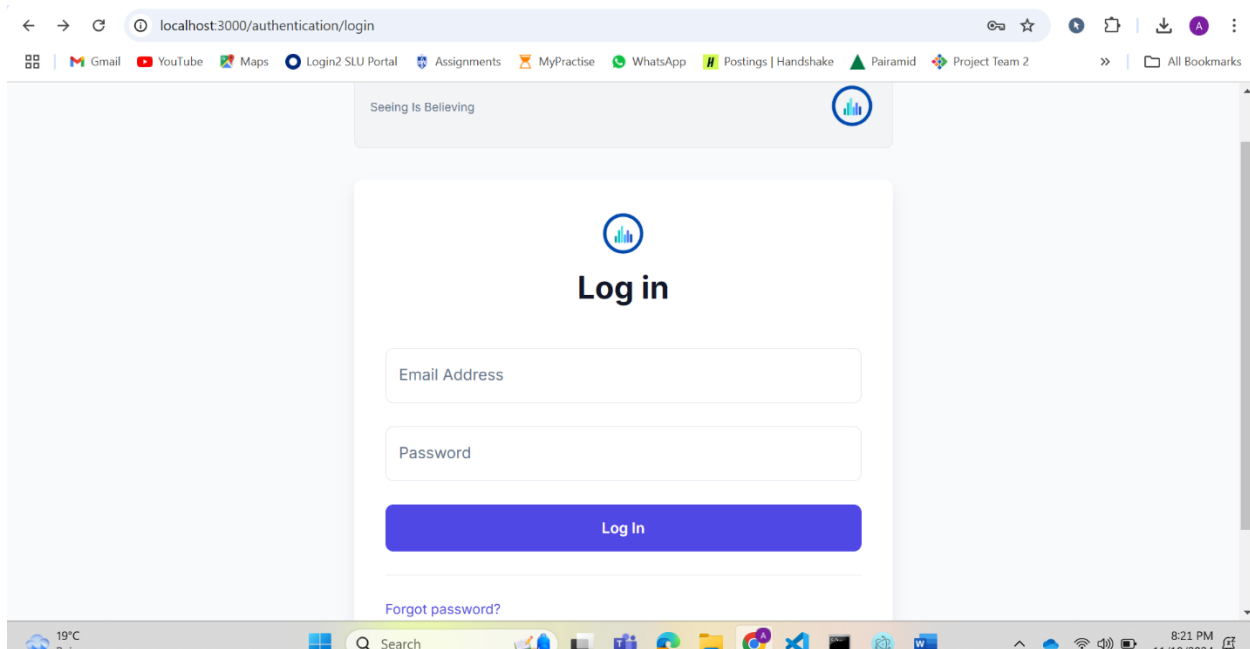 localhost:3000/authentication/login
A
Gmail YouTube Maps Login2 SLU Portal Assignments MyPractise WhatsApp Postings | Handshake Pairamid Project Team 2 » All Bookmarks
Seeing Is Believing
Log in
Email Address
Password
Log In
Forgot password?
19°C
Search
8:21 PM